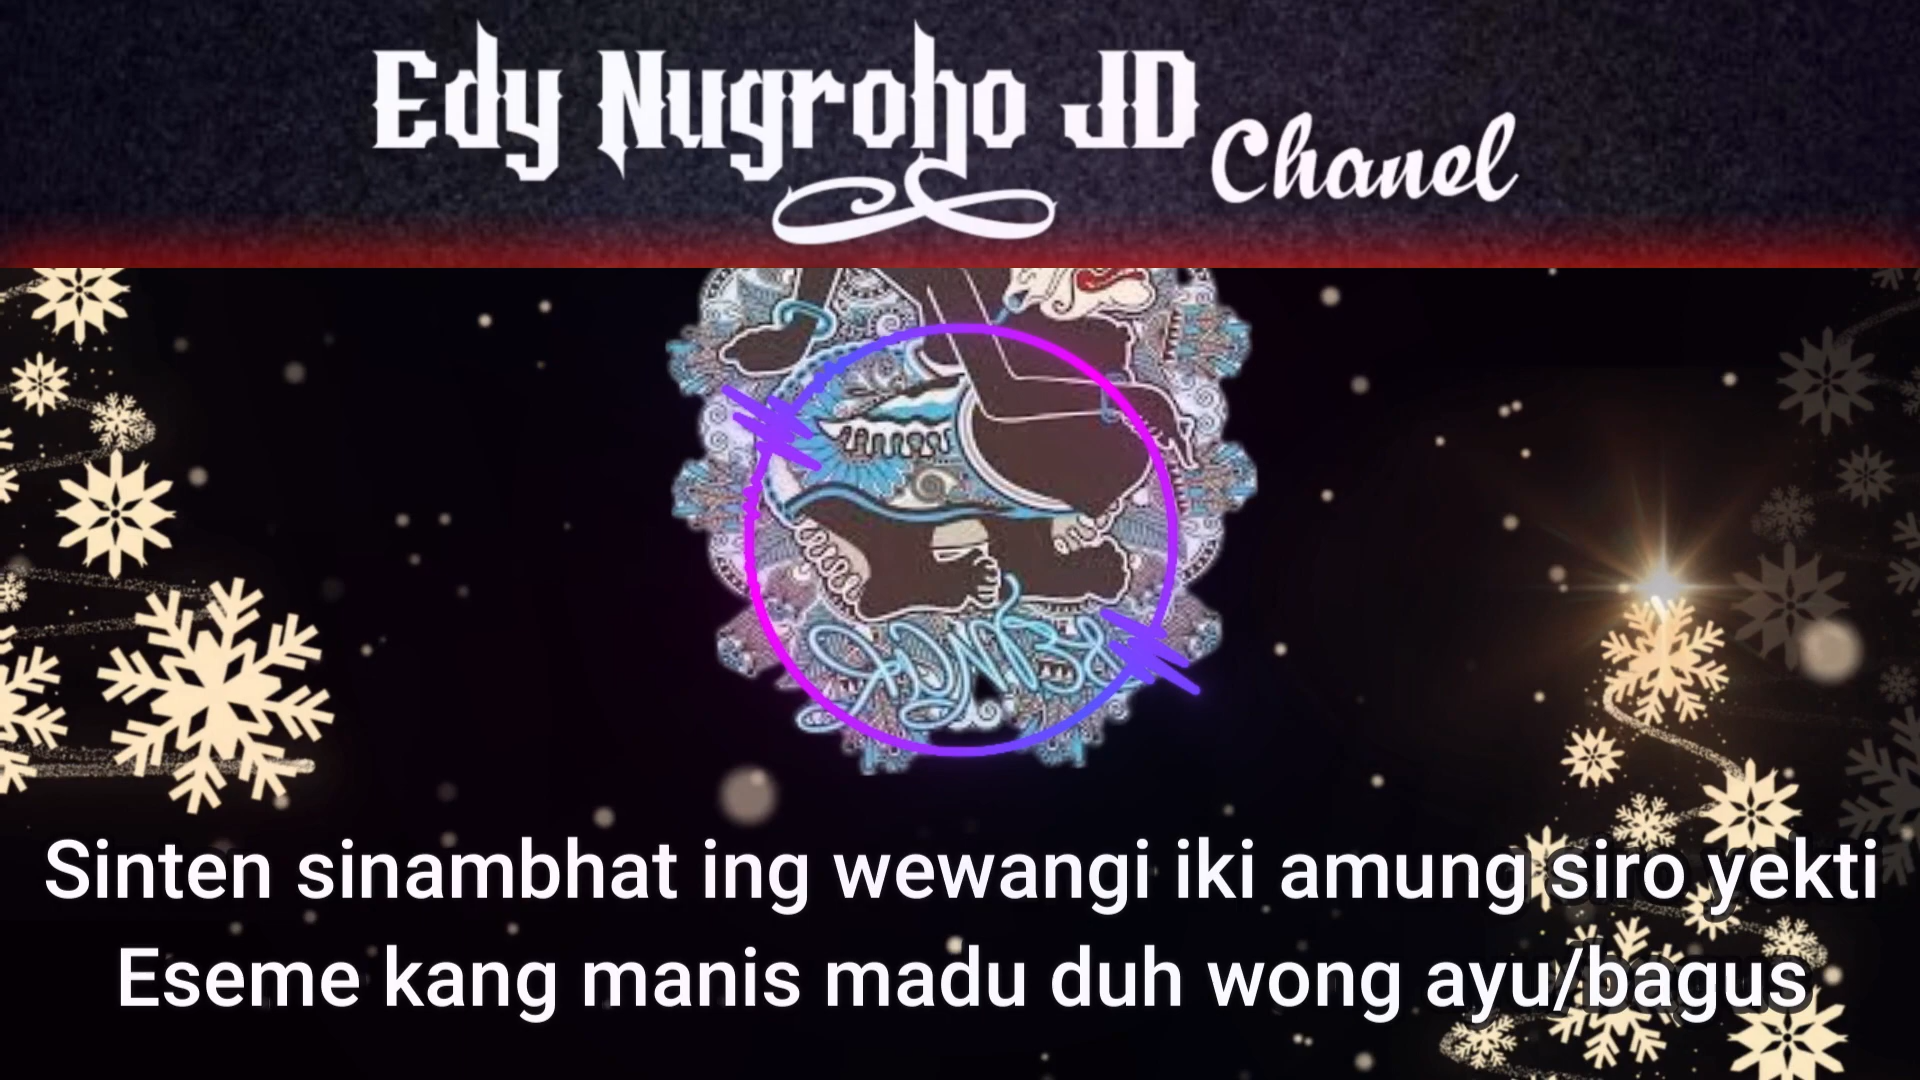 Edy Nugroho JD Chanel
Sinten sinambhat ing wewangi iki amung siro yekti
Eseme kang manis madu duh wong ayu/bagus